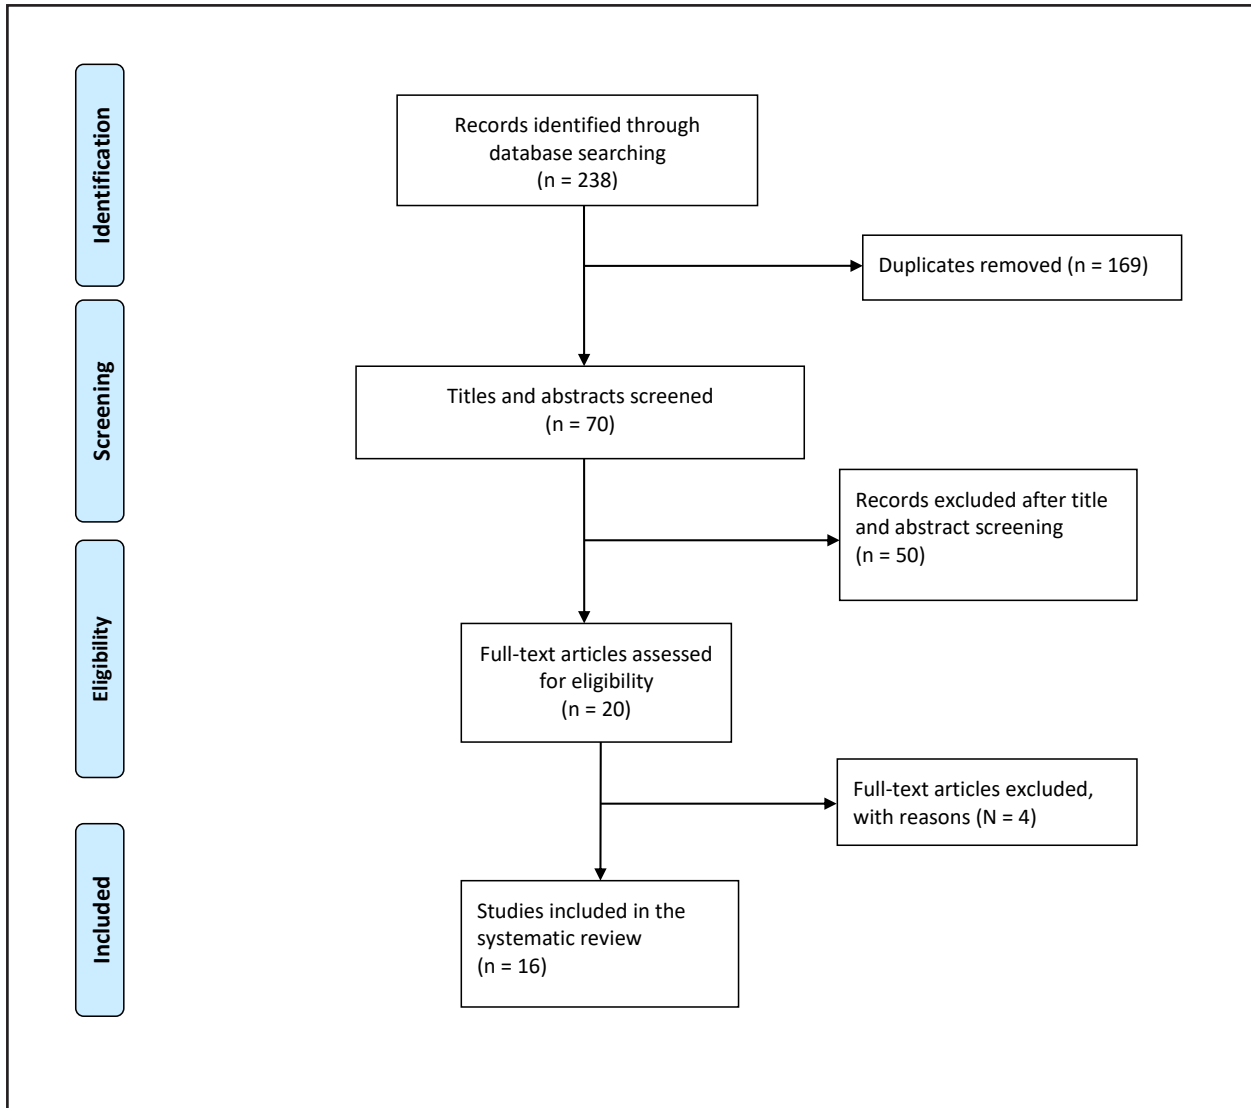 Identification
Records identified through
database searching
(n = 238)
Duplicates removed (n = 169)
Screening
Titles and abstracts screened
(n = 70)
Records excluded after title
and abstract screening
(n = 50)
Eligibility
Full-text articles assessed
for eligibility
(n = 20)
Full-text articles excluded,
with reasons (N = 4)
Included
Studies included in the
systematic review
(n = 16)